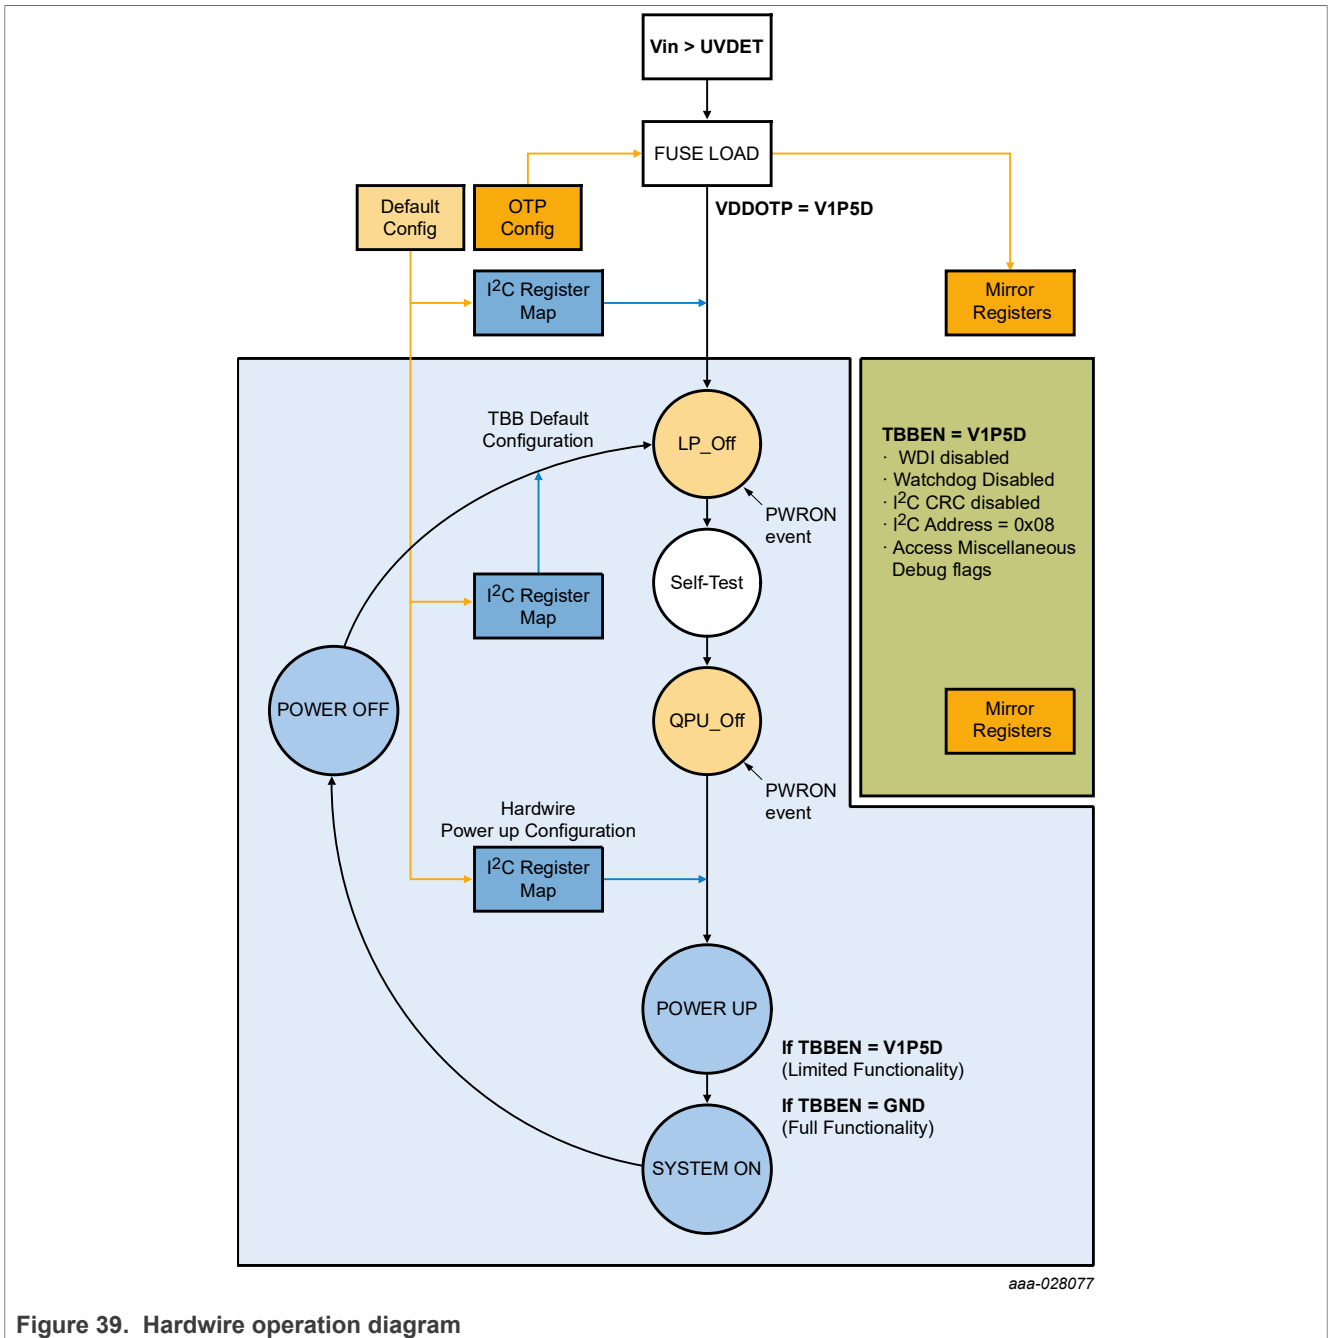 Vin > UVDET
FUSE LOAD
VDDOTP = V1P5D
Default
Config
OTP
Config
I2C Register
Map
Mirror
Registers
TBB Default
Configuration
LP_Off
PWRON
event
TBBEN = V1P5D
· WDI disabled
· Watchdog Disabled
· I2C CRC disabled
· I2C Address = 0x08
· Access Miscellaneous
Debug flags
Self-Test
I2C Register
Map
POWER OFF
QPU_Off
Mirror
Registers
PWRON
event
Hardwire
Power up Configuration
I2C Register
Map
POWER UP
If TBBEN = V1P5D
(Limited Functionality)
If TBBEN = GND
(Full Functionality)
SYSTEM ON
aaa-028077
Figure 39. Hardwire operation diagram